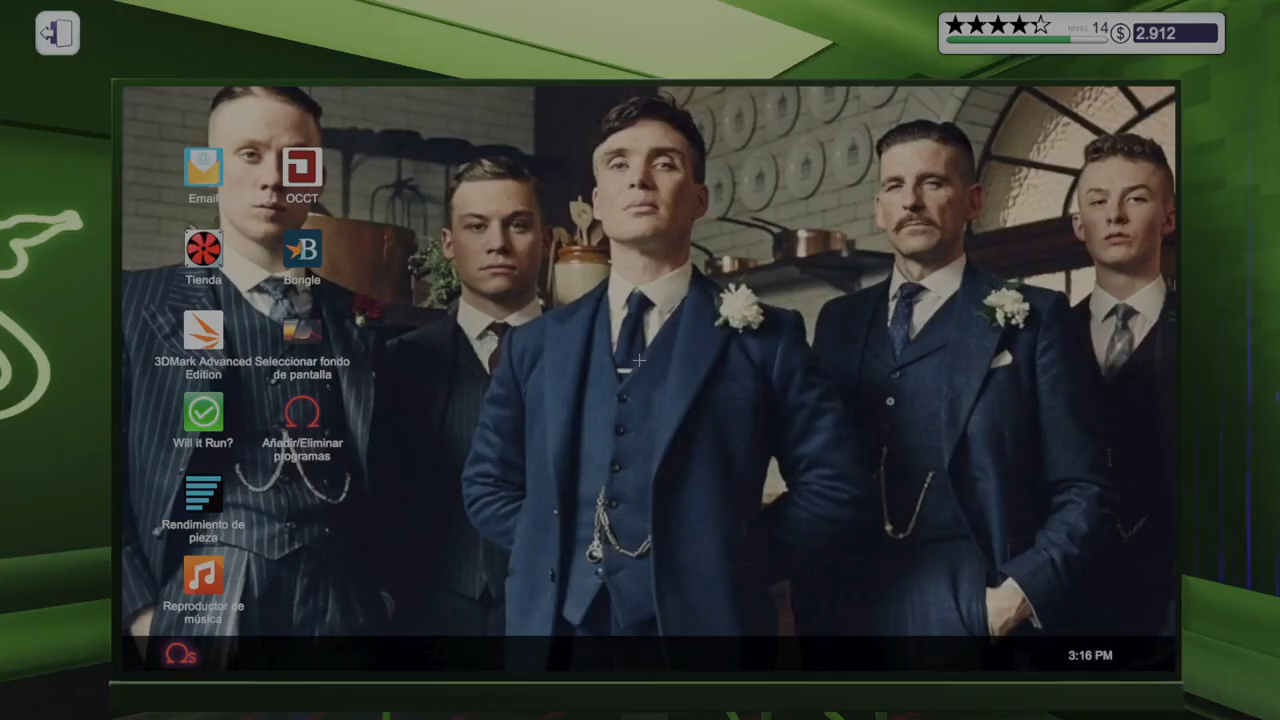 NIVEL 14
$ 2.912
Email
OCCT
Tienda
B
Bongle
3DMark Advanced
Edition
Seleccionar fondo
de pantalla
Will it Run?
Añadir/Eliminar
programas
Rendimiento de
pieza
Reproductor de
música
Ωs
3:16 PM